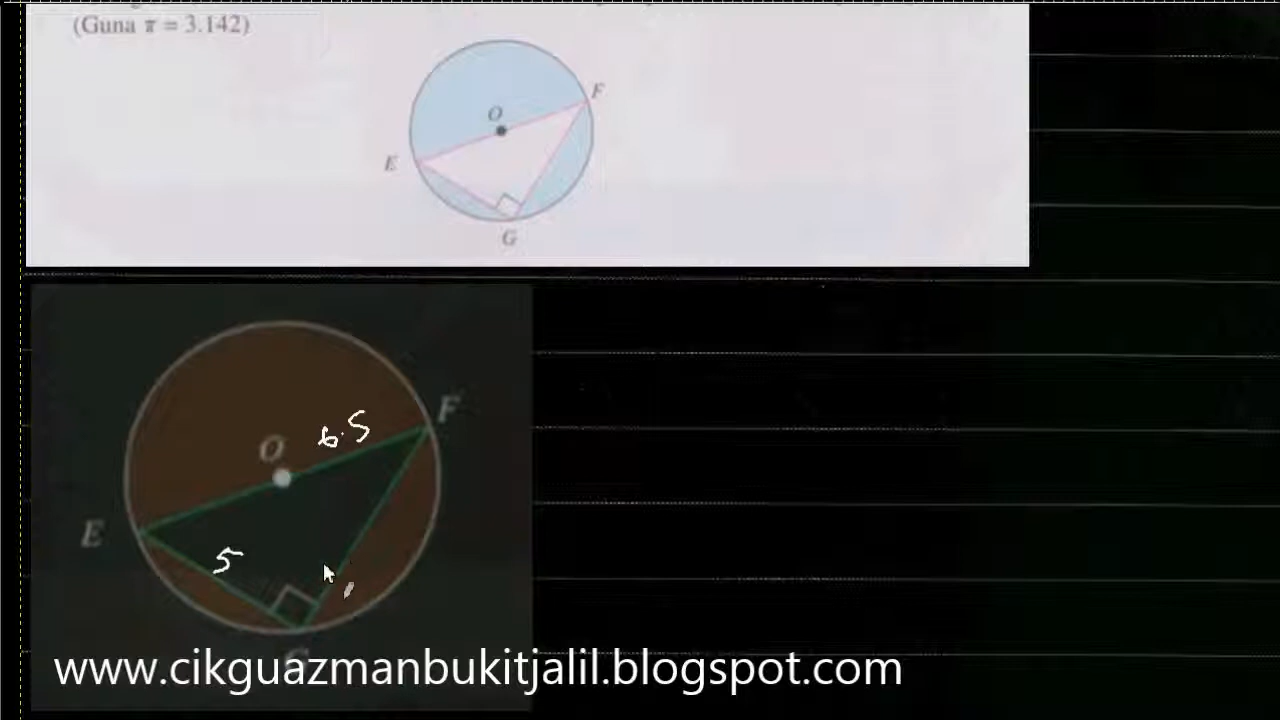 (Guna π = 3.142)
F
O
E
G
F
6.5
O
E
5
www.cikguazmanbukitjalil.blogspot.com